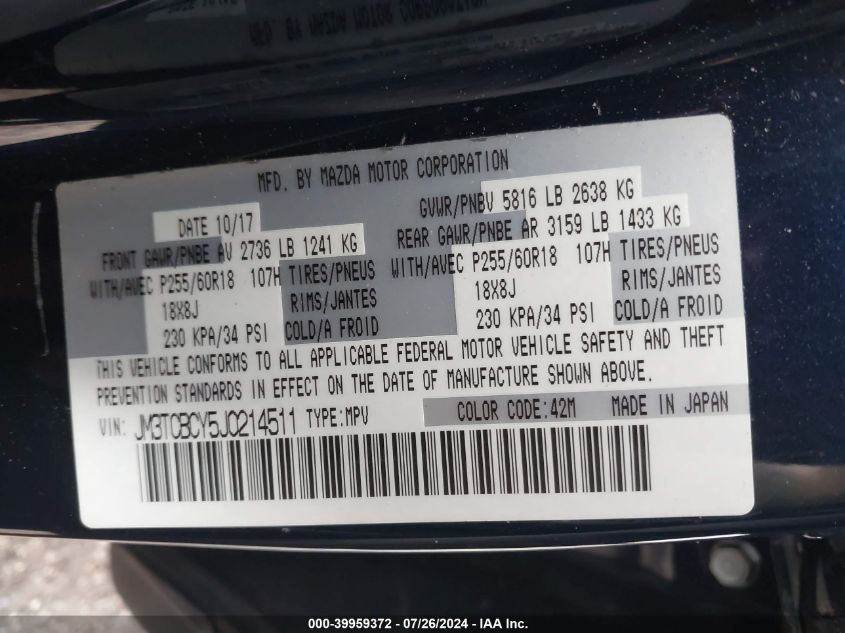 MFD. BY MAZDA MOTOR CORPORATION
DATE 10/17
GVWR/PNBV 5816 LB 2638 KG
FRONT GAWR/PNBE AV 2736 LB 1241 KG
REAR GAWR/PNBE AR 3159 LB 1433 KG
WITH/AVEC P255/60R18 107H TIRES/PNEUS
WITH/AVEC P255/60R18 107H TIRES/PNEUS
18X8J RIMS/JANTES
18X8J RIMS/JANTES
230 KPA/34 PSI COLD/A FROID
230 KPA/34 PSI COLD/A FROID
THIS VEHICLE CONFORMS TO ALL APPLICABLE FEDERAL MOTOR VEHICLE SAFETY AND THEFT
PREVENTION STANDARDS IN EFFECT ON THE DATE OF MANUFACTURE SHOWN ABOVE.
VIN: JM3TCBCY5J0214511 TYPE:MPV COLOR CODE:42M MADE IN JAPAN
000-39959372 - 07/26/2024 - IAA Inc.